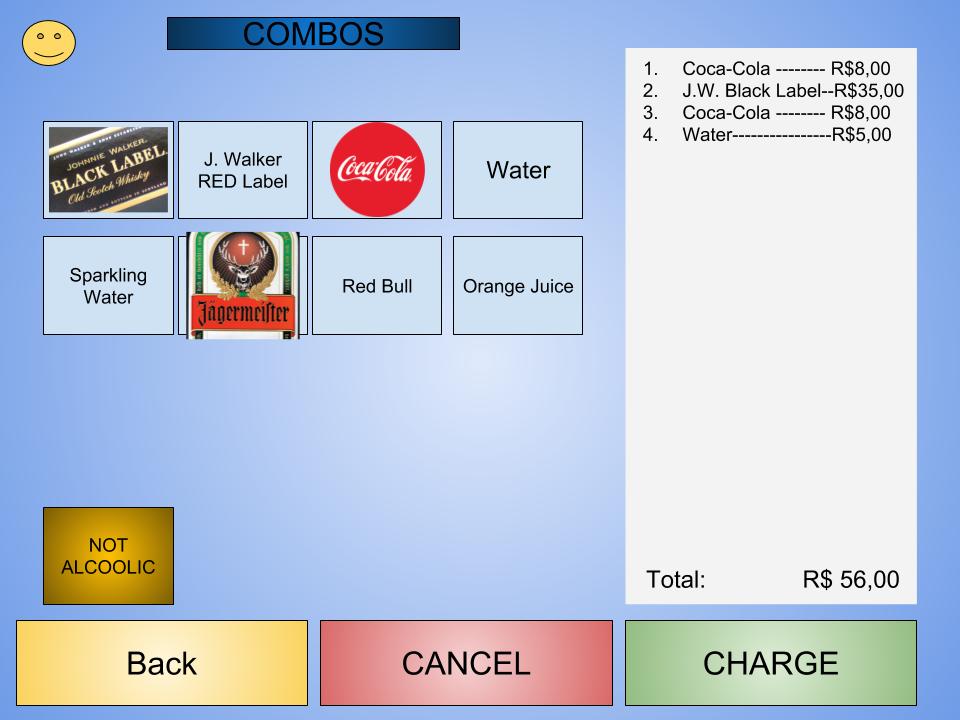 COMBOS
1. Coca-Cola -------- R$8,00
2. J.W. Black Label--R$35,00
3. Coca-Cola -------- R$8,00
4. Water----------------R$5,00
JOHNNIE WALKER.
BLACK LABEL
Old Scotch Whisky
J. Walker
RED Label
Coca-Cola
Water
Sparkling
Water
Jägermeister
Red Bull
Orange Juice
NOT
ALCOOLIC
Total: R$ 56,00
Back
CANCEL
CHARGE